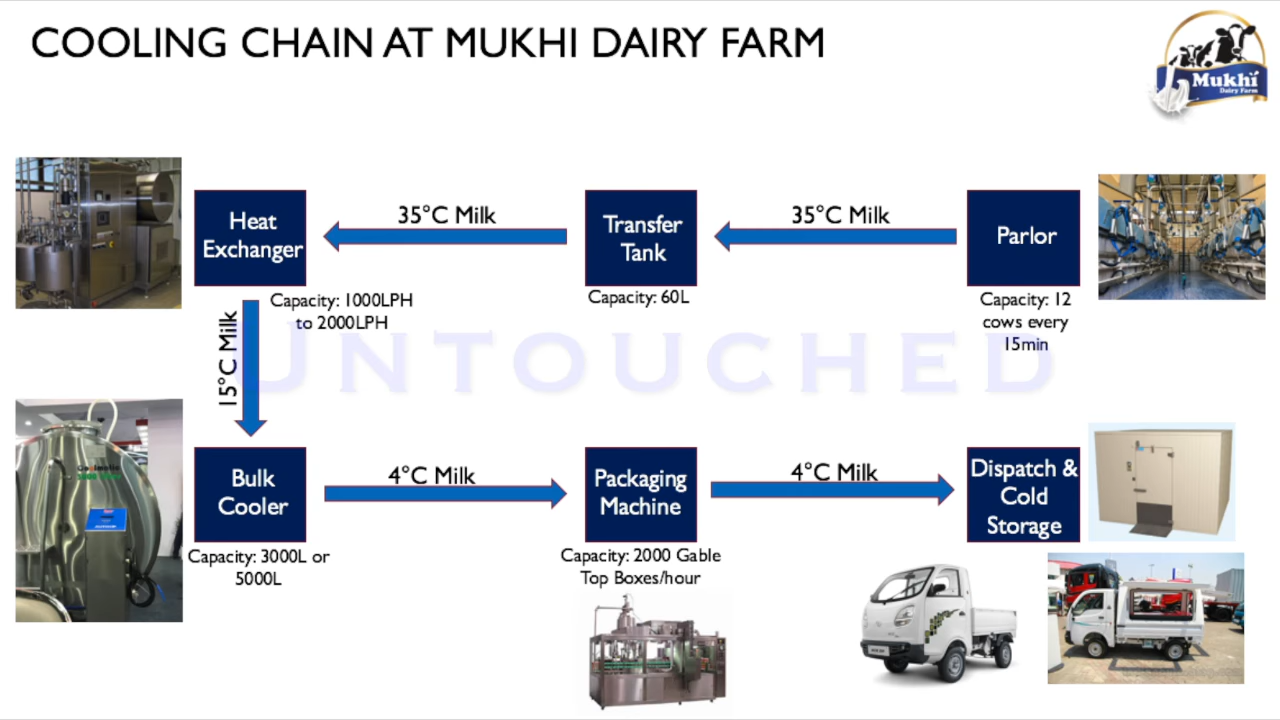 COOLING CHAIN AT MUKHI DAIRY FARM
Mukhi
Dairy Farm
Heat
Exchanger
35°C Milk
Transfer
Tank
35°C Milk
Parlor
Capacity: 1000LPH
to 2000LPH
Capacity: 60L
Capacity: 12
cows every
15min
15°C Milk
UNTOUCHED
Bulk
Cooler
4°C Milk
Packaging
Machine
4°C Milk
Dispatch &
Cold
Storage
Capacity: 3000L or
5000L
Capacity: 2000 Gable
Top Boxes/hour